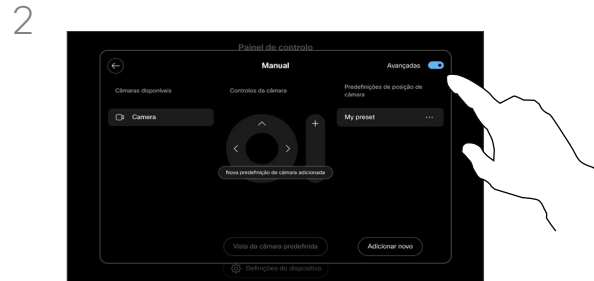 2
Painel de controlo
Manual
Avançadas
Câmaras disponíveis
Controlos da câmara
Predefinições de posição de
câmara
Camera
My preset
Nova predefinição de câmara adicionada
Vista da câmara predefinida
Adicionar novo
Definições do dispositivo